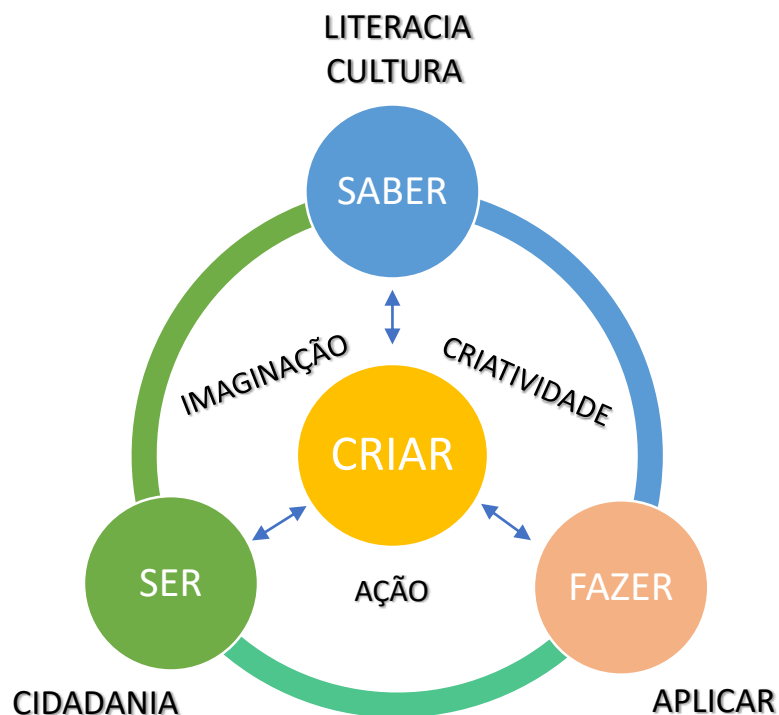 LITERACIA
CULTURA
SABER
IMAGINAÇÃO
CRIATIVIDADE
CRIAR
SER
AÇÃO
FAZER
CIDADANIA
APLICAR